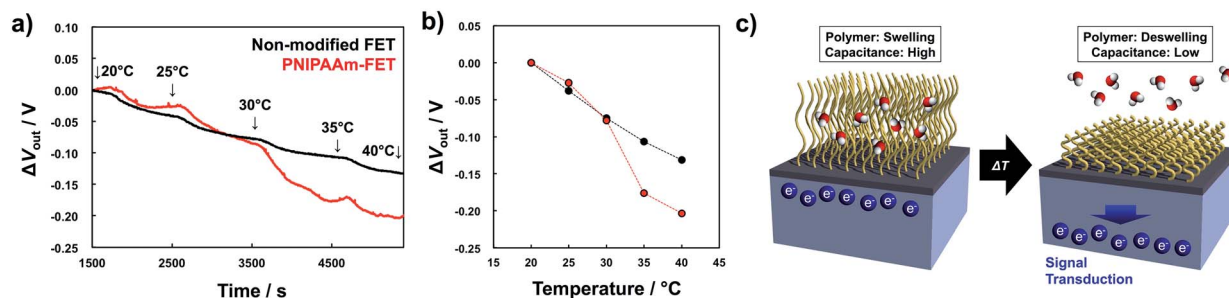 a)
0.10
0.05
0.00
-0.05
-0.10
-0.15
-0.20
-0.25
ΔVout / V
Non-modified FET
PNIPAAm-FET
↓20°C
25°C
↓
30°C
↓
35°C
↓
40°C↓
1500
2500
3500
4500
Time / s
b)
0.05
0.00
-0.05
-0.10
-0.15
-0.20
-0.25
ΔVout / V
15
20
25
30
35
40
45
Temperature / °C
c)
Polymer: Swelling
Capacitance: High
e- e- e- e- e- e- e-
ΔT
Polymer: Deswelling
Capacitance: Low
e- e- e- e- e- e- e-
Signal
Transduction